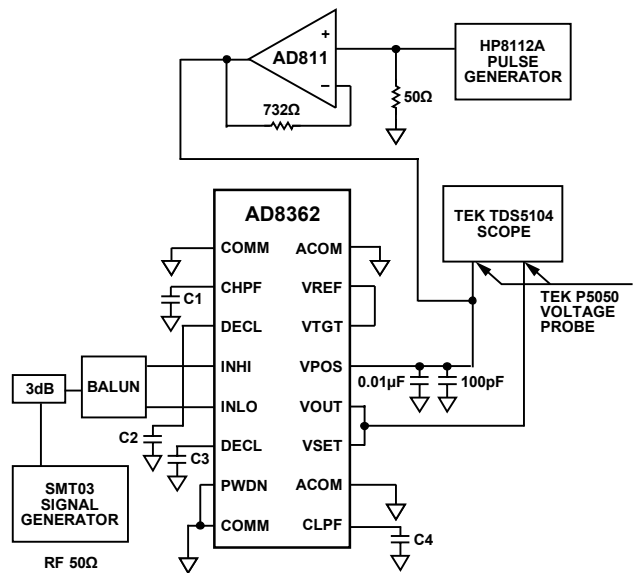 +
AD811
−
732Ω
50Ω
HP8112A
PULSE
GENERATOR
AD8362
COMM
ACOM
CHPF
VREF
C1
DECL
VTGT
TEK TDS5104
SCOPE
TEK P5050
VOLTAGE
PROBE
3dB
BALUN
INHI
VPOS
0.01µF
100pF
INLO
VOUT
C2
DECL
VSET
C3
SMT03
SIGNAL
GENERATOR
PWDN
ACOM
COMM
CLPF
C4
RF 50Ω